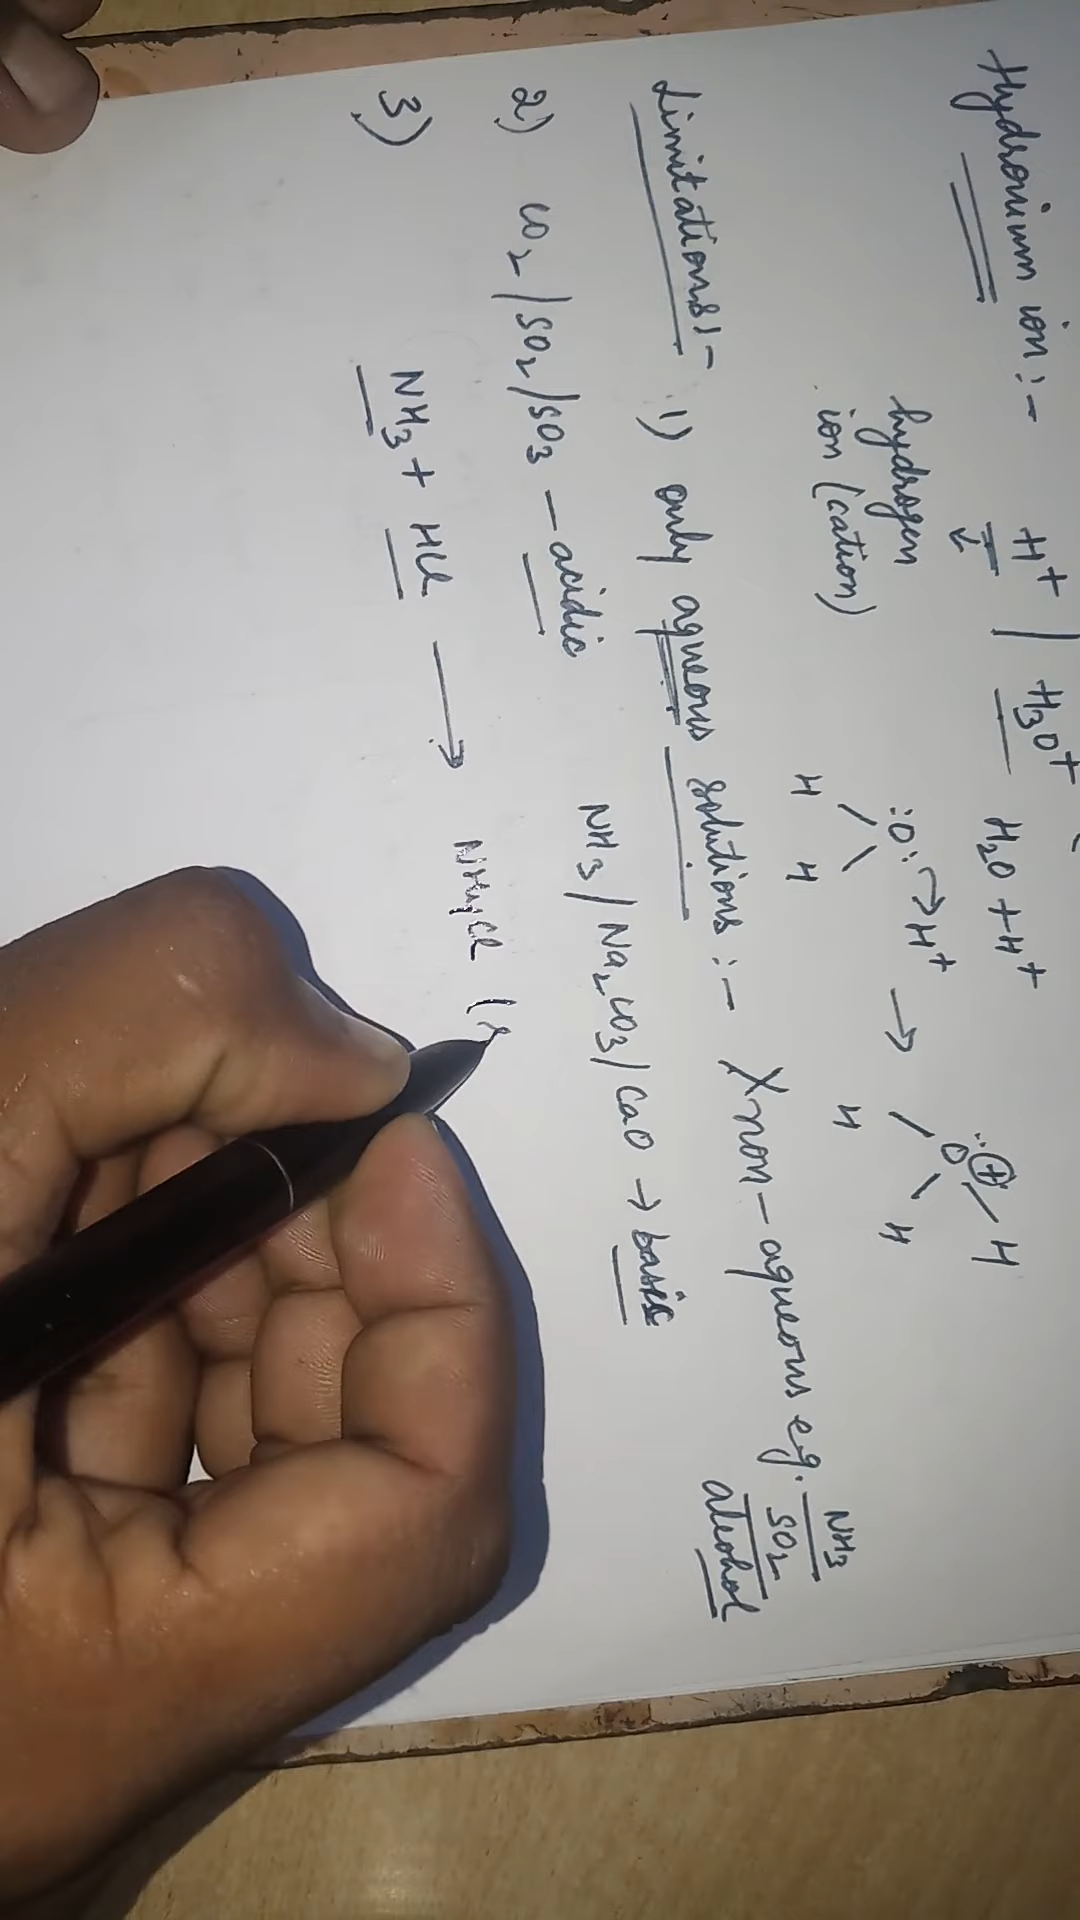 Hydronium ion :- H+ / H3O+ H2O + H+
hydrogen
ion (cation)
:O: → H+ → O H
H H H H
Limitations :- 1) only aqueous solutions :- X non-aqueous eg. NH3
SO2
alcohol
2) CO2 / SO2 / SO3 - acidic NH3 / Na2CO3 / CaO → basic
3) NH3 + HCl → NH4Cl (